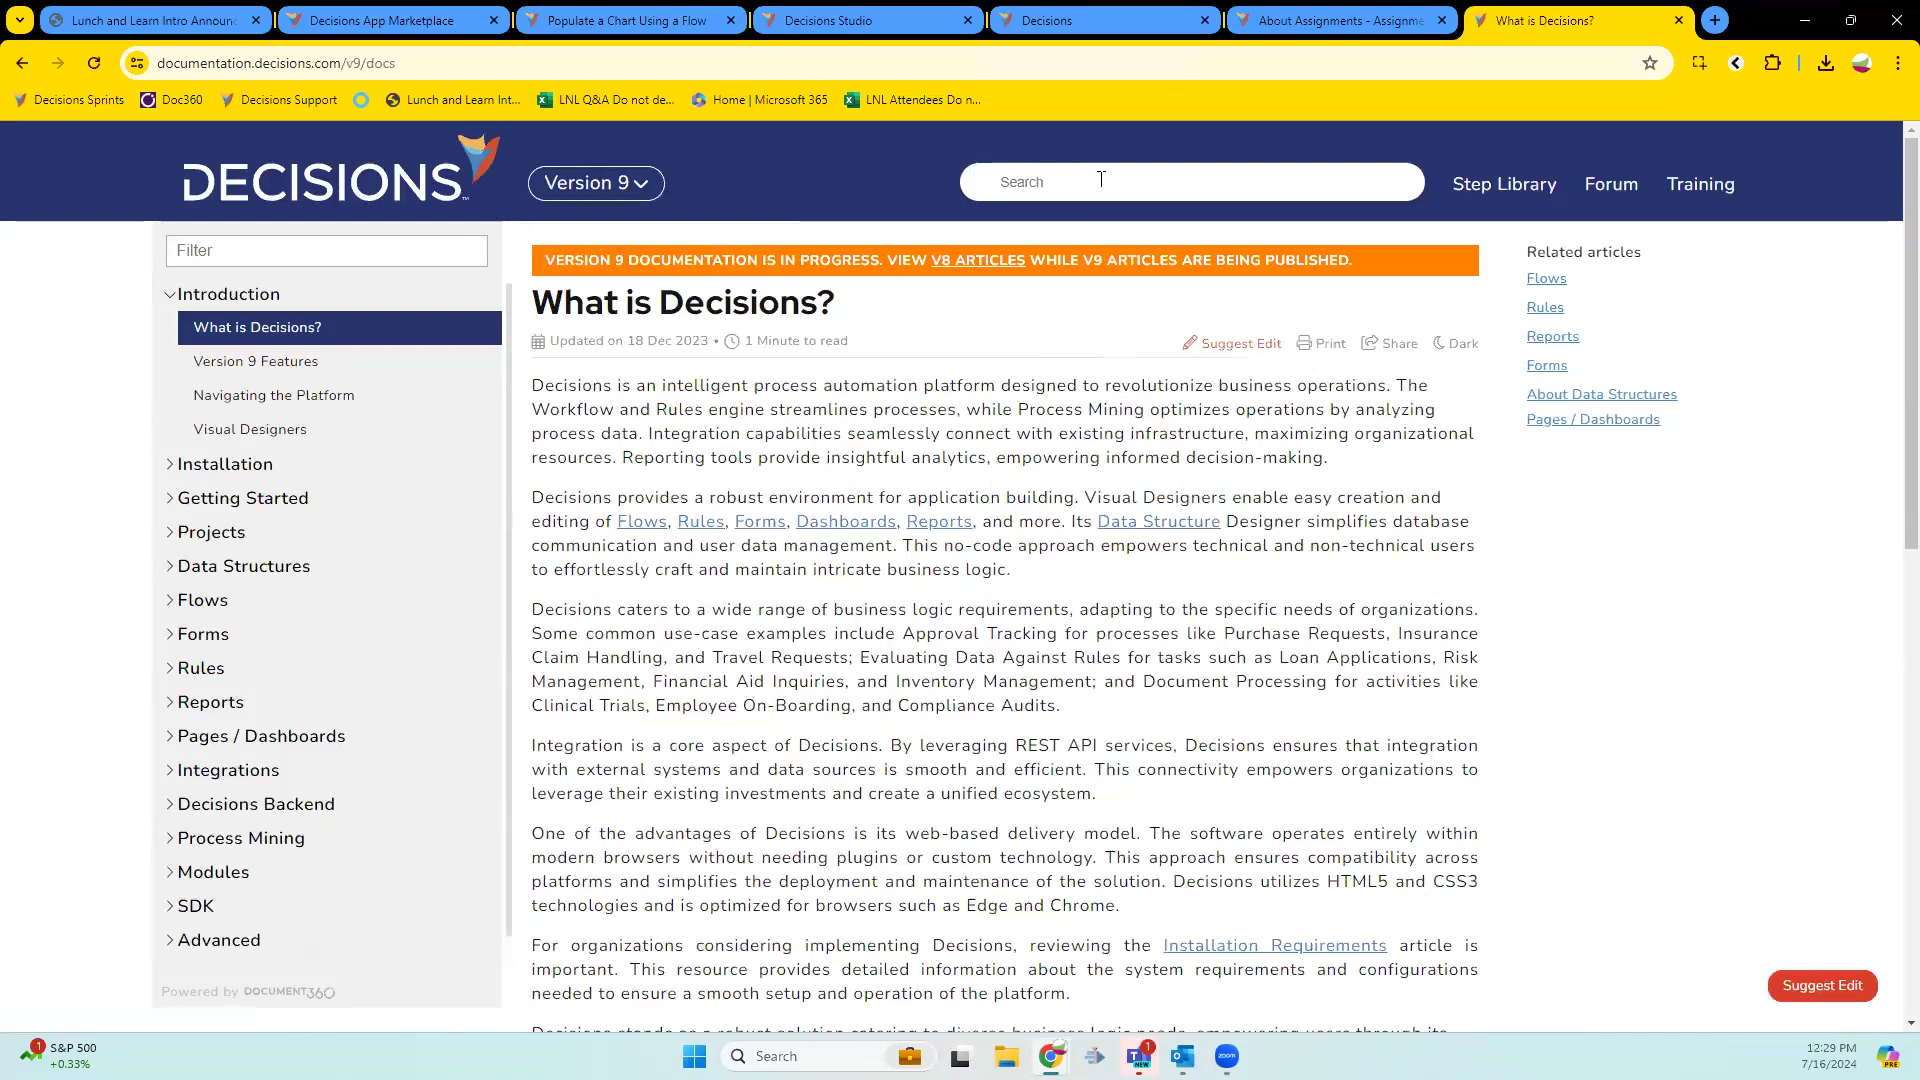 Lunch and Learn Intro Announc
Decisions App Marketplace
Populate a Chart Using a Flow
Decisions Studio
Decisions
About Assignments - Assignme
What is Decisions?
documentation.decisions.com/v9/docs
Decisions Sprints
Doc360
Decisions Support
Lunch and Learn Int...
LNL Q&A Do not de...
Home | Microsoft 365
LNL Attendees Do n...
DECISIONS
Version 9
Search
Step Library
Forum
Training
Filter
Introduction
What is Decisions?
Version 9 Features
Navigating the Platform
Visual Designers
Installation
Getting Started
Projects
Data Structures
Flows
Forms
Rules
Reports
Pages / Dashboards
Integrations
Decisions Backend
Process Mining
Modules
SDK
Advanced
Powered by DOCUMENT360
VERSION 9 DOCUMENTATION IS IN PROGRESS. VIEW V8 ARTICLES WHILE V9 ARTICLES ARE BEING PUBLISHED.
What is Decisions?
Updated on 18 Dec 2023 • 1 Minute to read
Suggest Edit
Print
Share
Dark
Decisions is an intelligent process automation platform designed to revolutionize business operations. The
Workflow and Rules engine streamlines processes, while Process Mining optimizes operations by analyzing
process data. Integration capabilities seamlessly connect with existing infrastructure, maximizing organizational
resources. Reporting tools provide insightful analytics, empowering informed decision-making.
Decisions provides a robust environment for application building. Visual Designers enable easy creation and
editing of Flows, Rules, Forms, Dashboards, Reports, and more. Its Data Structure Designer simplifies database
communication and user data management. This no-code approach empowers technical and non-technical users
to effortlessly craft and maintain intricate business logic.
Decisions caters to a wide range of business logic requirements, adapting to the specific needs of organizations.
Some common use-case examples include Approval Tracking for processes like Purchase Requests, Insurance
Claim Handling, and Travel Requests; Evaluating Data Against Rules for tasks such as Loan Applications, Risk
Management, Financial Aid Inquiries, and Inventory Management; and Document Processing for activities like
Clinical Trials, Employee On-Boarding, and Compliance Audits.
Integration is a core aspect of Decisions. By leveraging REST API services, Decisions ensures that integration
with external systems and data sources is smooth and efficient. This connectivity empowers organizations to
leverage their existing investments and create a unified ecosystem.
One of the advantages of Decisions is its web-based delivery model. The software operates entirely within
modern browsers without needing plugins or custom technology. This approach ensures compatibility across
platforms and simplifies the deployment and maintenance of the solution. Decisions utilizes HTML5 and CSS3
technologies and is optimized for browsers such as Edge and Chrome.
For organizations considering implementing Decisions, reviewing the Installation Requirements article is
important. This resource provides detailed information about the system requirements and configurations
needed to ensure a smooth setup and operation of the platform.
Decisions stands as a robust solution catering to diverse business logic needs, empowering users through its
Related articles
Flows
Rules
Reports
Forms
About Data Structures
Pages / Dashboards
Suggest Edit
1
S&P 500
+0.33%
Search
NEW
1
zoom
12:29 PM
7/16/2024
PRE